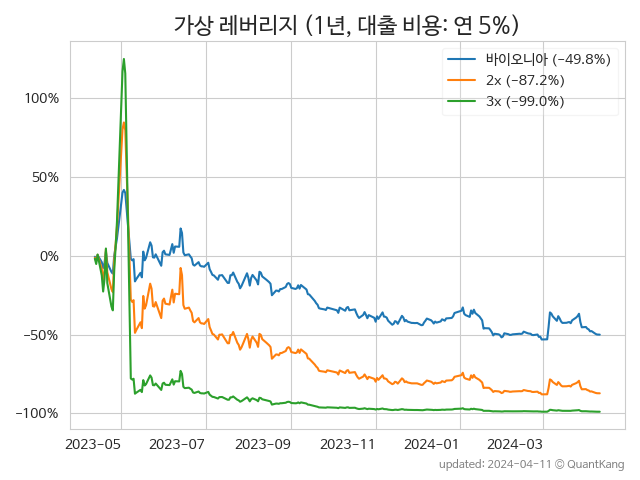 가상 레버리지 (1년, 대출 비용: 연 5%)
바이오니아 (−49.8%)
2x (−87.2%)
3x (−99.0%)
100%
50%
0%
−50%
−100%
2023-05 2023-07 2023-09 2023-11 2024-01 2024-03
updated: 2024-04-11 © QuantKang